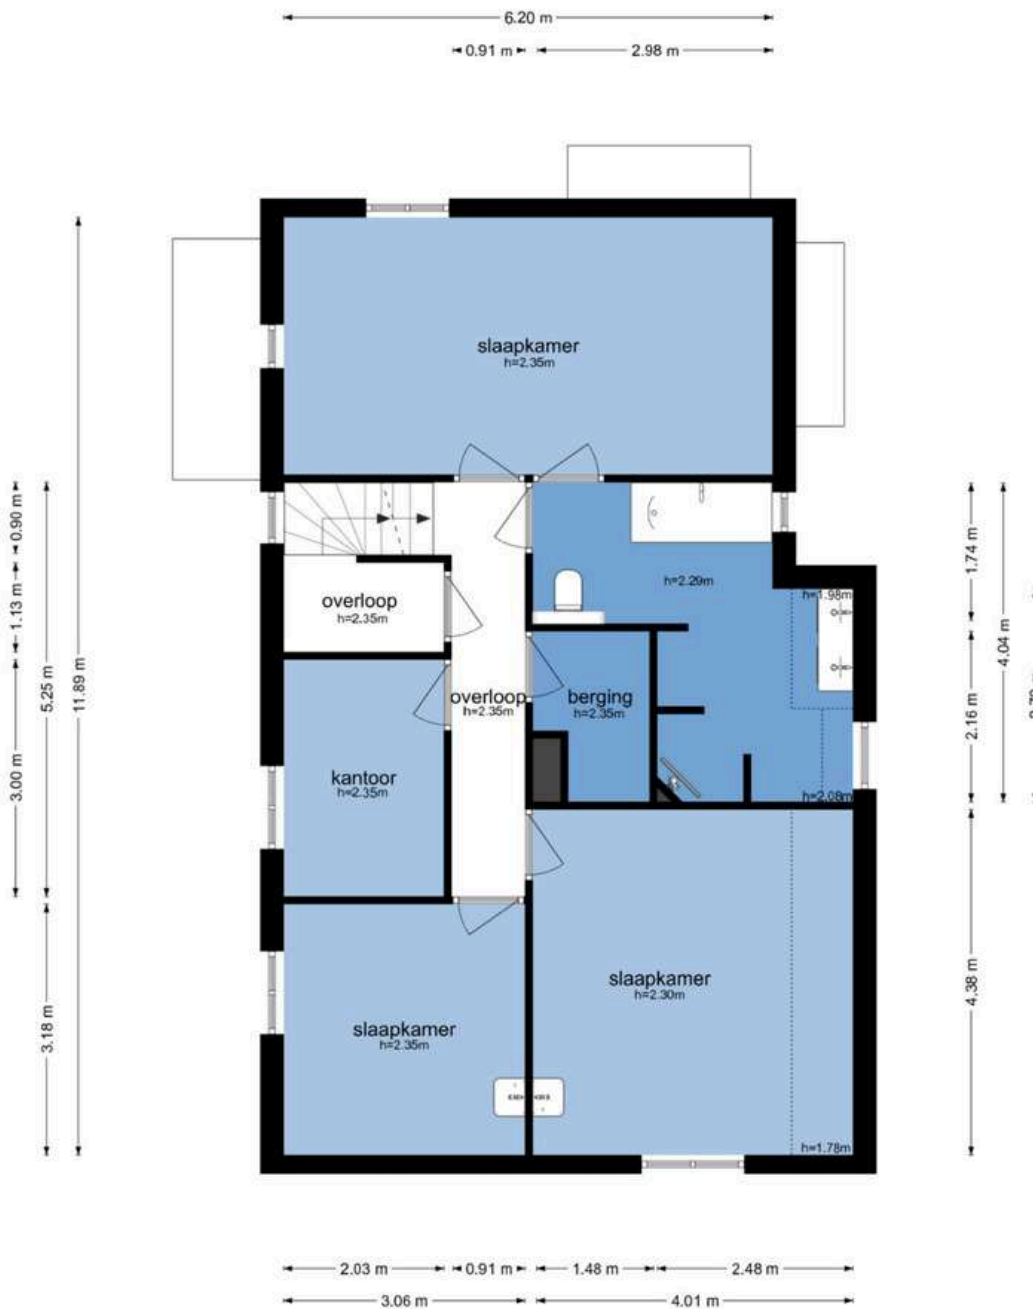 6.20 m
0.91 m
2.98 m
slaapkamer
h=2.35m
0.90 m
1.13 m
3.00 m
5.25 m
3.18 m
11.89 m
overloop
h=2.35m
h=2.29m
h=1.98m
1.74 m
4.04 m
2.16 m
overloop
h=2.35m
berging
h=2.35m
kantoor
h=2.35m
h=2.08m
slaapkamer
h=2.30m
slaapkamer
h=2.35m
4.38 m
h=1.78m
2.03 m
0.91 m
1.48 m
2.48 m
3.06 m
4.01 m